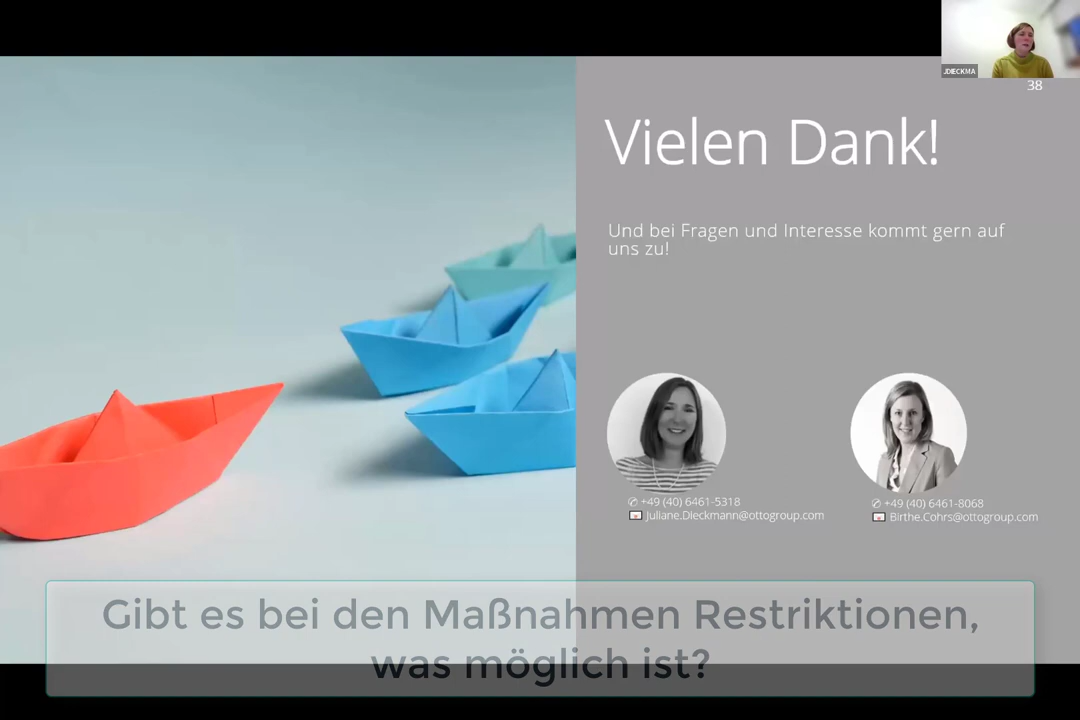 JDIECKMA
38
Vielen Dank!
Und bei Fragen und Interesse kommt gern auf
uns zu!
✆ +49 (40) 6461-5318
Juliane.Dieckmann@ottogroup.com
✆ +49 (40) 6461-8068
Birthe.Cohrs@ottogroup.com
Gibt es bei den Maßnahmen Restriktionen,
was möglich ist?